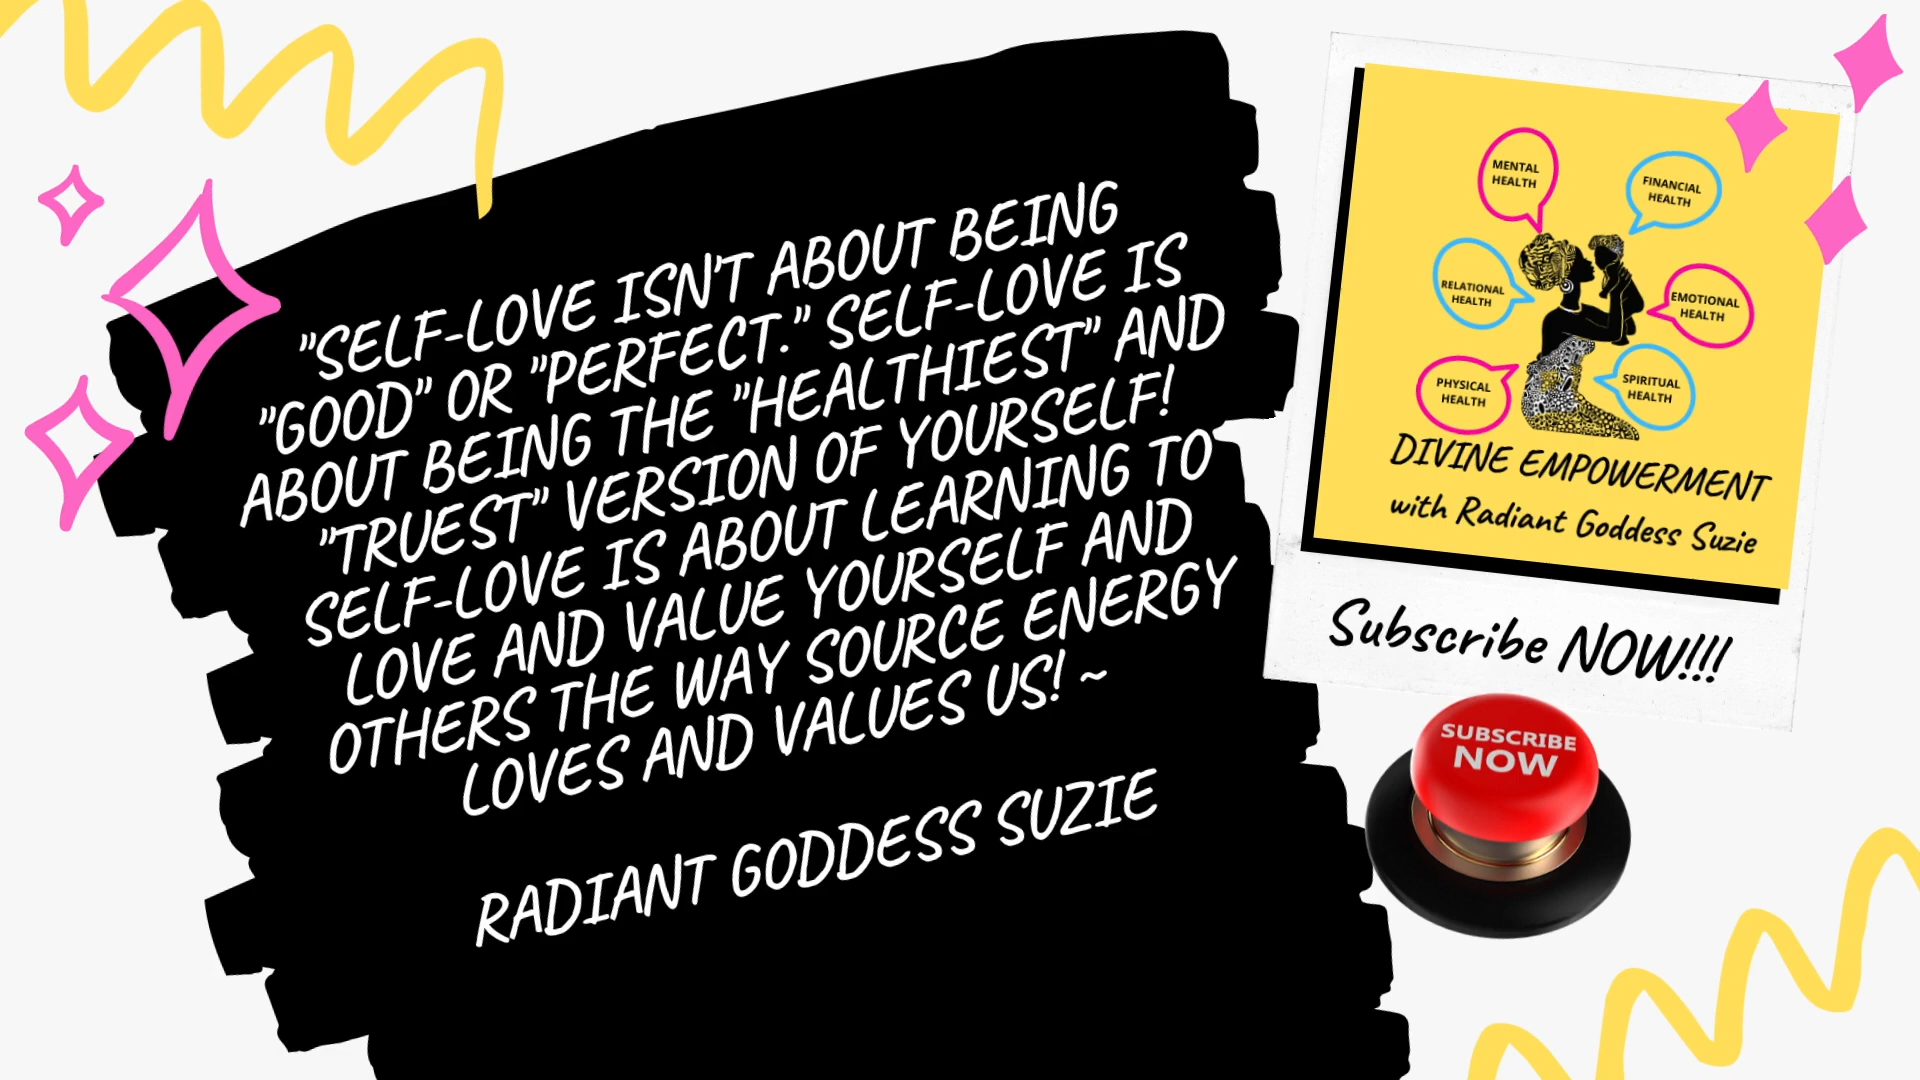 "SELF-LOVE ISN'T ABOUT BEING
"GOOD" OR "PERFECT." SELF-LOVE IS
ABOUT BEING THE "HEALTHIEST" AND
"TRUEST" VERSION OF YOURSELF!
SELF-LOVE IS ABOUT LEARNING TO
LOVE AND VALUE YOURSELF AND
OTHERS THE WAY SOURCE ENERGY
LOVES AND VALUES US! ~
RADIANT GODDESS SUZIE
MENTAL
HEALTH
FINANCIAL
HEALTH
RELATIONAL
HEALTH
EMOTIONAL
HEALTH
PHYSICAL
HEALTH
SPIRITUAL
HEALTH
DIVINE EMPOWERMENT
with Radiant Goddess Suzie
Subscribe NOW!!!
SUBSCRIBE
NOW